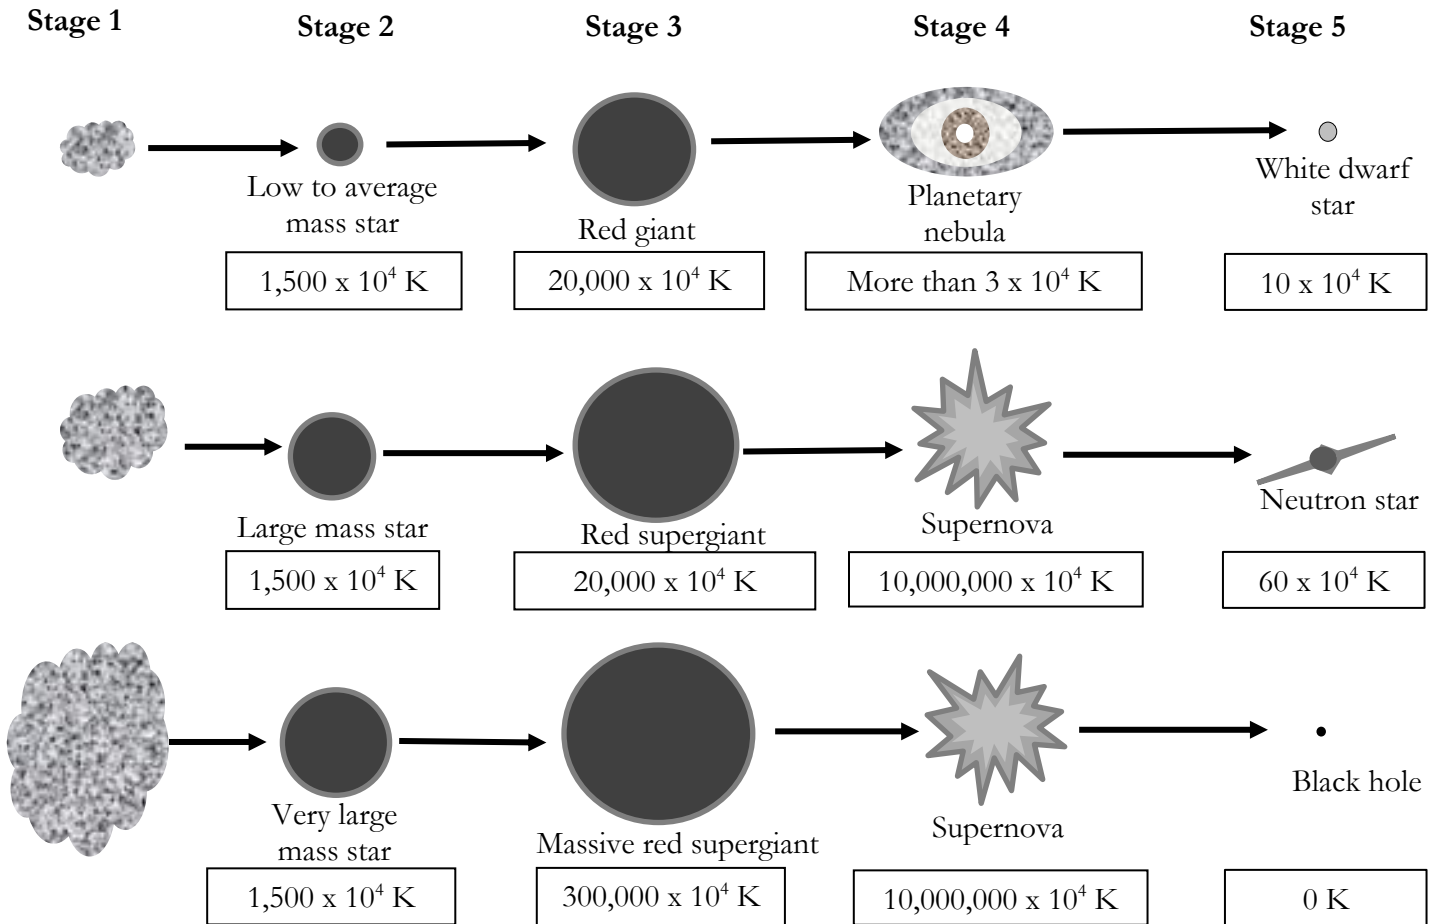 Stage 1 Stage 2 Stage 3 Stage 4 Stage 5
Low to average
mass star
Red giant
Planetary
nebula
White dwarf
star
1,500 x 10⁴ K
20,000 x 10⁴ K
More than 3 x 10⁴ K
10 x 10⁴ K
Large mass star
Red supergiant
Supernova
Neutron star
1,500 x 10⁴ K
20,000 x 10⁴ K
10,000,000 x 10⁴ K
60 x 10⁴ K
Very large
mass star
Massive red supergiant
Supernova
Black hole
1,500 x 10⁴ K
300,000 x 10⁴ K
10,000,000 x 10⁴ K
0 K